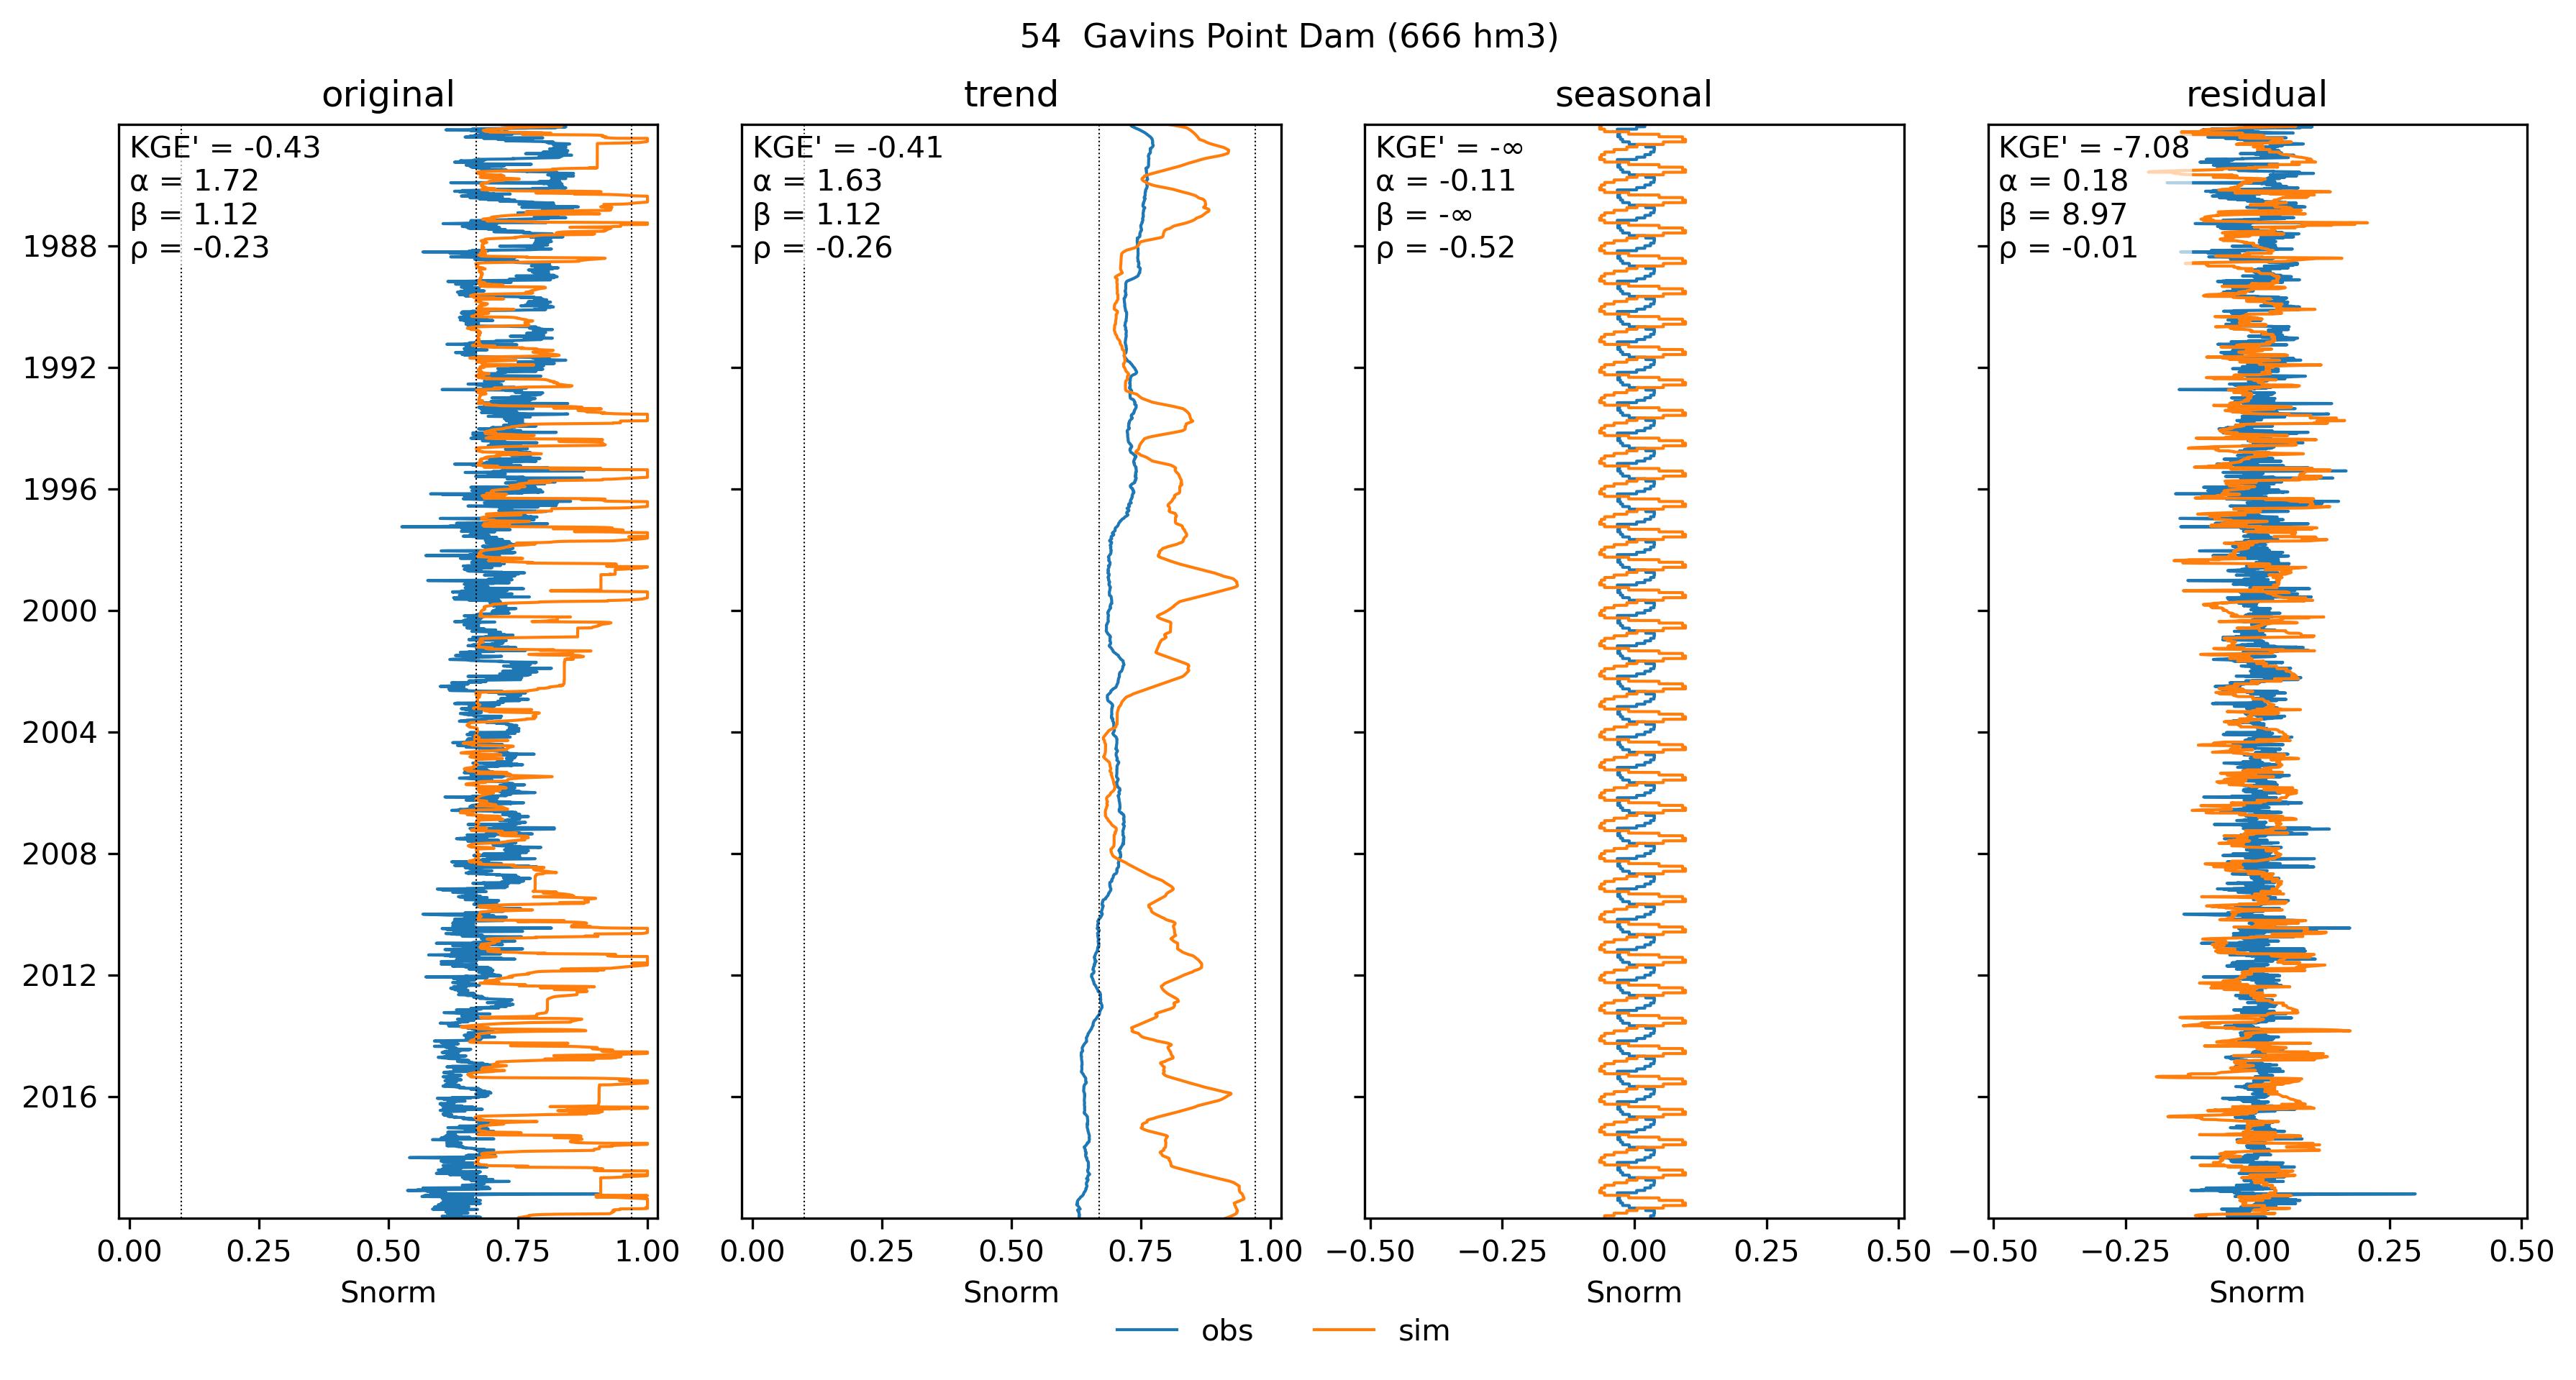 54  Gavins Point Dam (666 hm3)
original
trend
seasonal
residual
KGE' = -0.43
α = 1.72
β = 1.12
ρ = -0.23
KGE' = -0.41
α = 1.63
β = 1.12
ρ = -0.26
KGE' = -∞
α = -0.11
β = -∞
ρ = -0.52
KGE' = -7.08
α = 0.18
β = 8.97
ρ = -0.01
1988
1992
1996
2000
2004
2008
2012
2016
0.00 0.25 0.50 0.75 1.00
0.00 0.25 0.50 0.75 1.00
−0.50 −0.25 0.00 0.25 0.50
−0.50 −0.25 0.00 0.25 0.50
Snorm
Snorm
Snorm
Snorm
obs
sim